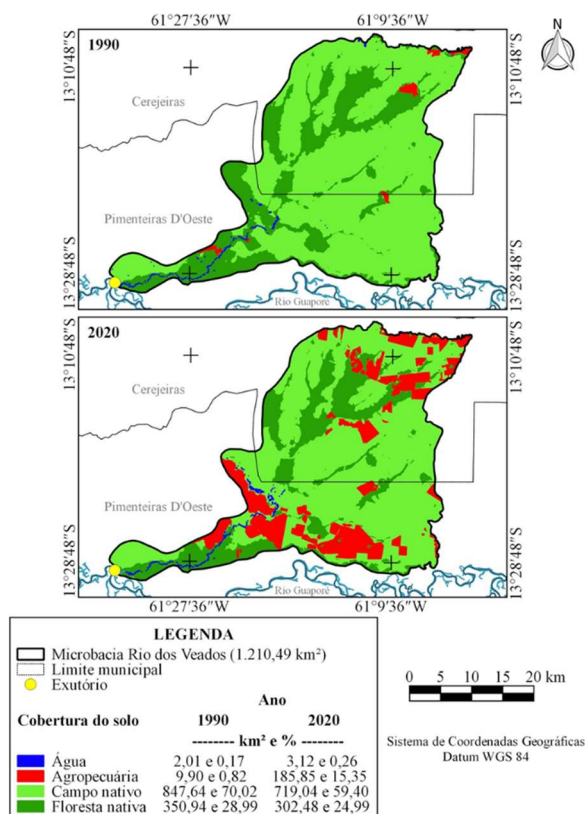 61°27'36"W 61°9'36"W
N
1990
13°10'48"S
13°10'48"S
Cerejeiras
Pimenteiras D'Oeste
13°28'48"S
13°28'48"S
Rio Guaporé
2020
13°10'48"S
13°10'48"S
Cerejeiras
Pimenteiras D'Oeste
13°28'48"S
13°28'48"S
Rio Guaporé
61°27'36"W 61°9'36"W
LEGENDA
Microbacia Rio dos Veados (1.210,49 km²)
Limite municipal
Exutório
Ano
Cobertura do solo 1990 2020
-------- km² e % --------
Água 2,01 e 0,17 3,12 e 0,26
Agropecuária 9,90 e 0,82 185,85 e 15,35
Campo nativo 847,64 e 70,02 719,04 e 59,40
Floresta nativa 350,94 e 28,99 302,48 e 24,99
0 5 10 15 20 km
Sistema de Coordenadas Geográficas
Datum WGS 84